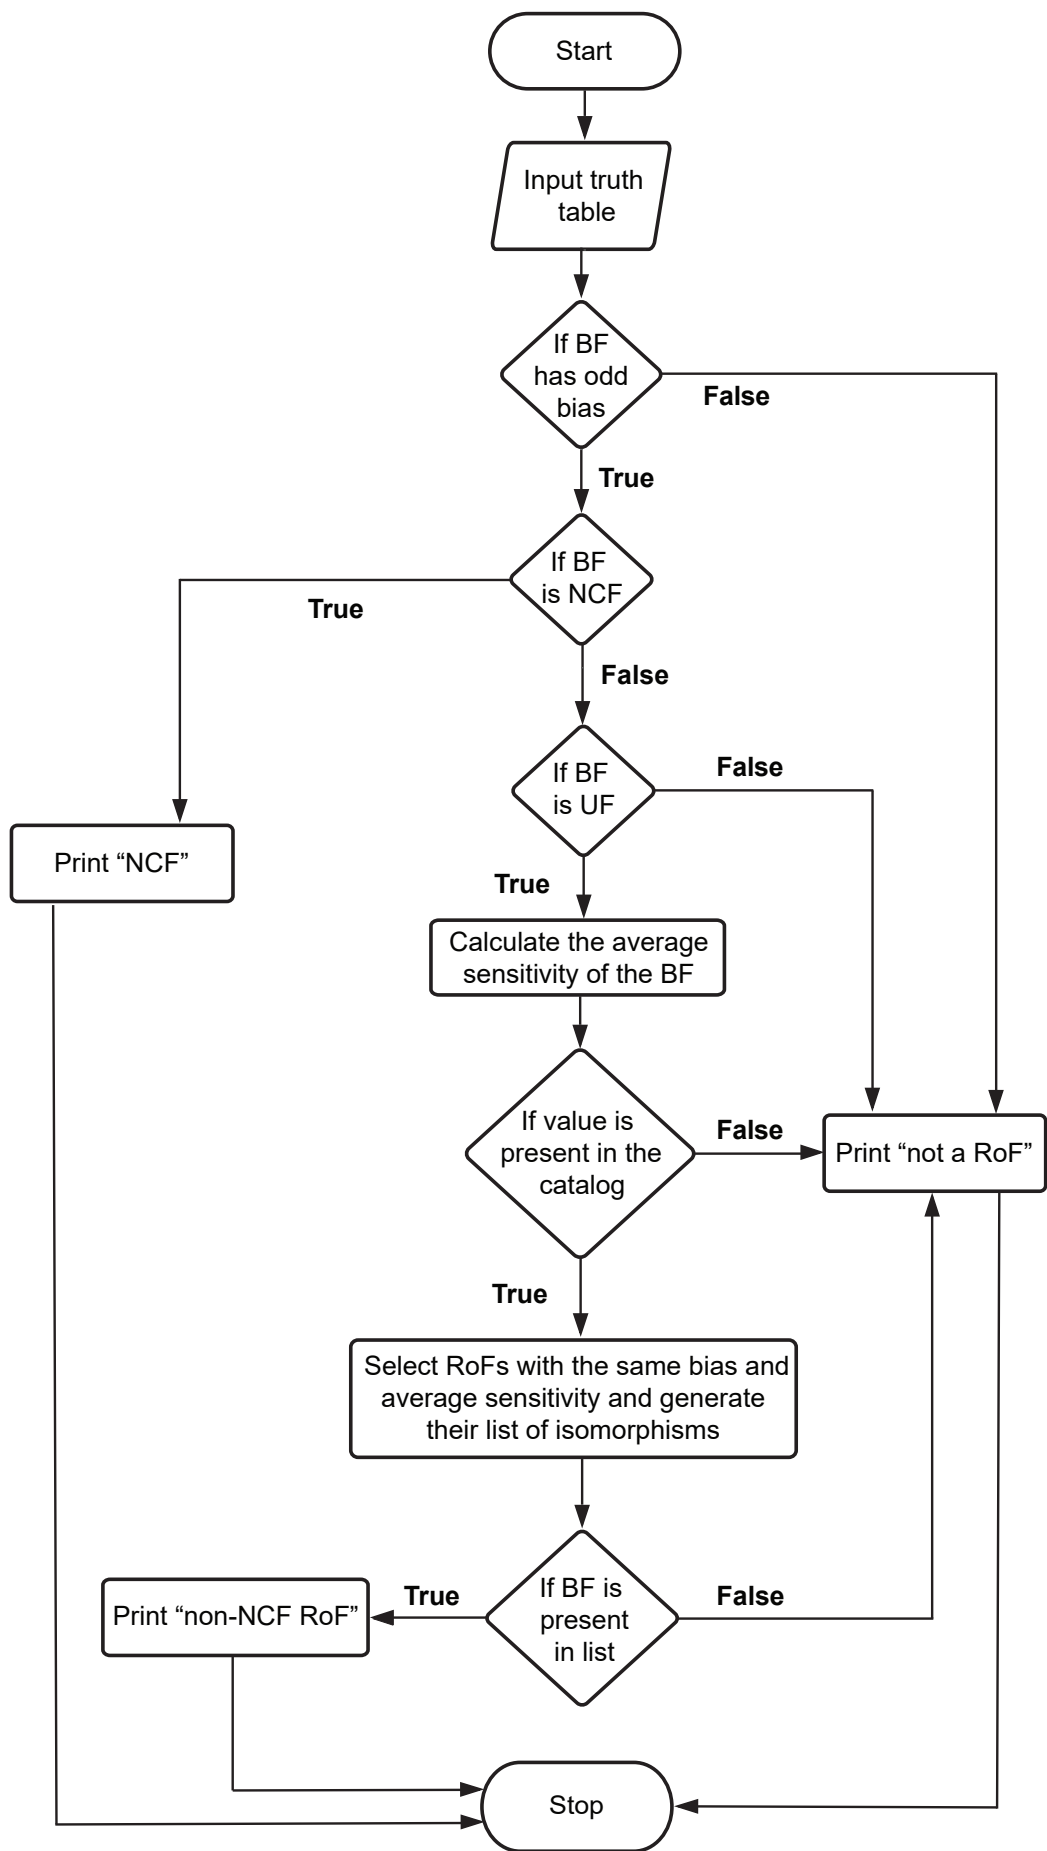 Start
Input truth
table
If BF
has odd
bias
False
True
If BF
is NCF
True
False
If BF
is UF
False
True
Print “NCF”
Calculate the average
sensitivity of the BF
If value is
present in the
catalog
False
Print “not a RoF”
True
Select RoFs with the same bias and
average sensitivity and generate
their list of isomorphisms
If BF is
present
in list
True
False
Print “non-NCF RoF”
Stop